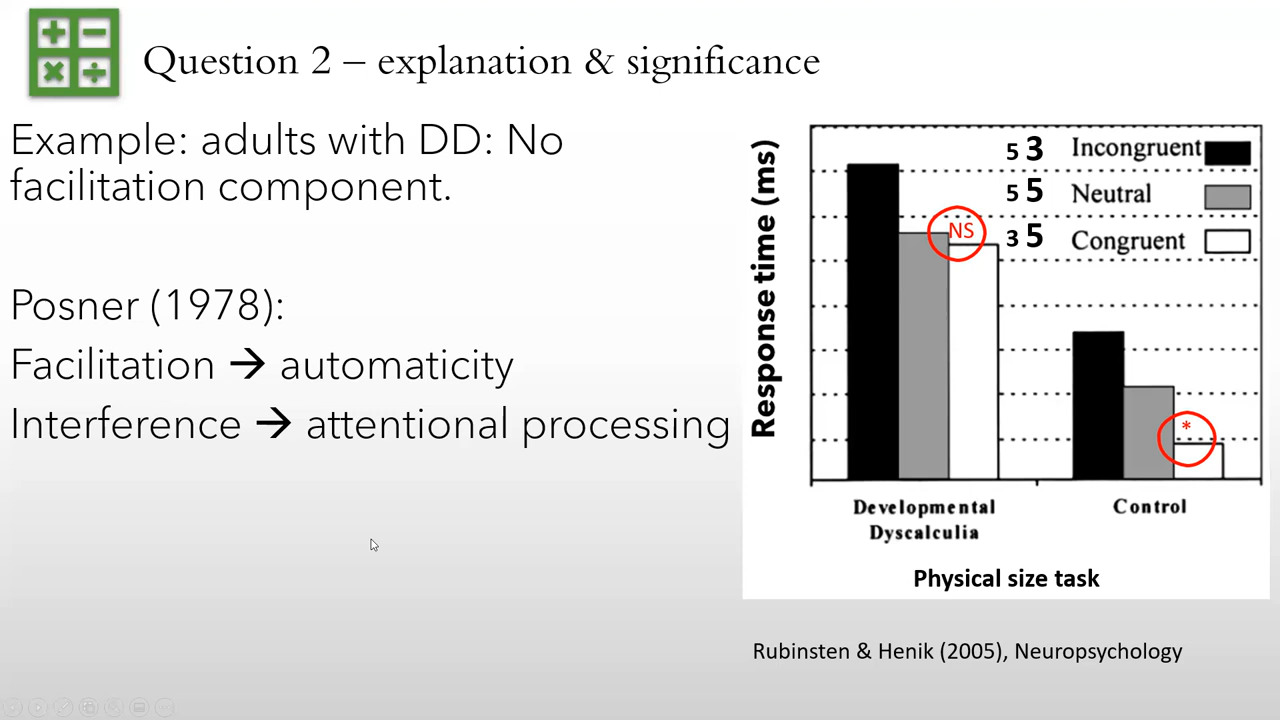 Question 2 – explanation & significance
Example: adults with DD: No
facilitation component.
Posner (1978):
Facilitation → automaticity
Interference → attentional processing
Response time (ms)
5 3 Incongruent
5 5 Neutral
3 5 Congruent
NS
*
Developmental
Dyscalculia
Control
Physical size task
Rubinsten & Henik (2005), Neuropsychology